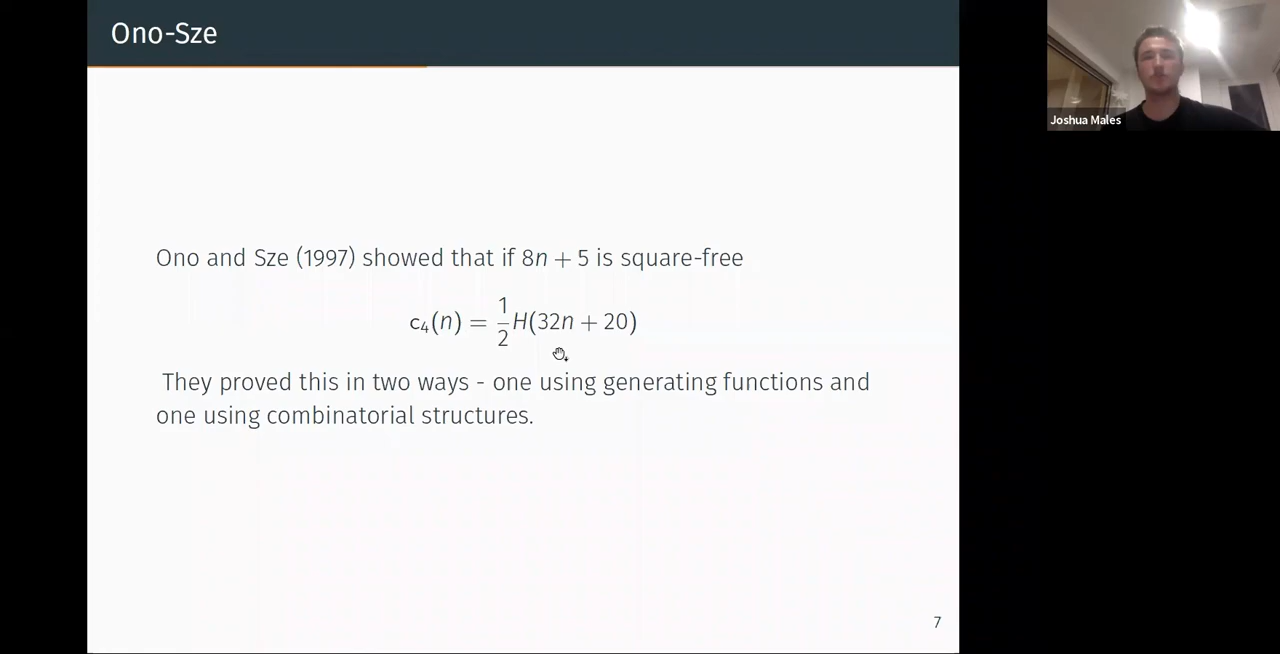 Ono-Sze
Joshua Males
Ono and Sze (1997) showed that if 8n + 5 is square-free
c₄(n) = 1/2 H(32n + 20)
They proved this in two ways - one using generating functions and
one using combinatorial structures.
7